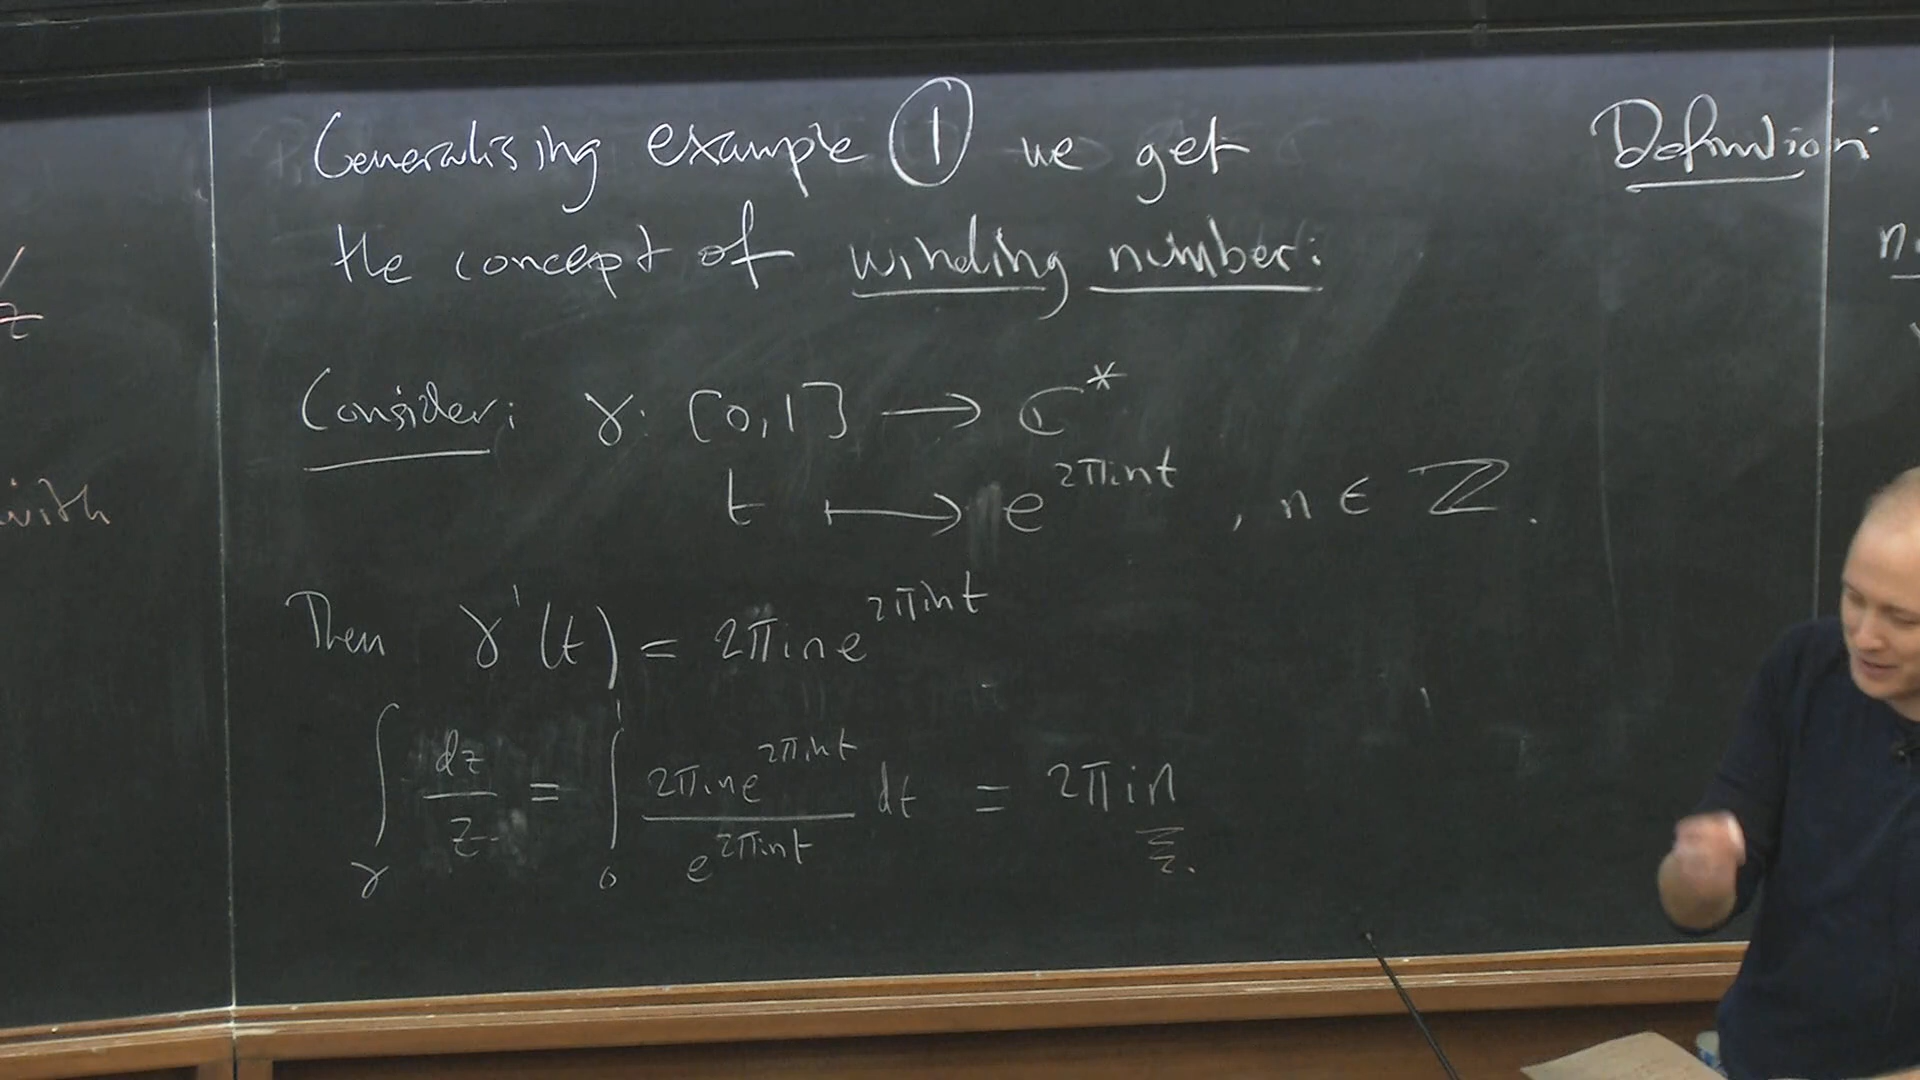 Generalising example ① we get
the concept of winding number:
Consider: γ: [0,1] → ℂ*
t ↦ e^{2πint}, n ∈ ℤ.
Then γ'(t) = 2πine^{2πint}
∫_γ dz/z = ∫_0^1 2πine^{2πint}/e^{2πint} dt = 2πin.
Definition:
z
with
n